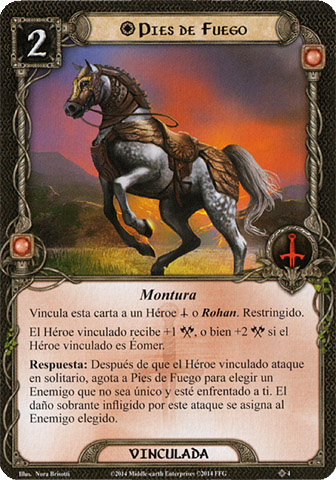 2
Pies de Fuego
Montura
Vincula esta carta a un Héroe o Rohan. Restringido.
El Héroe vinculado recibe +1 , o bien +2 si el
Héroe vinculado es Éomer.
Respuesta: Después de que el Héroe vinculado ataque
en solitario, agota a Pies de Fuego para elegir un
Enemigo que no sea único y esté enfrentado a ti. El
daño sobrante infligido por este ataque se asigna al
Enemigo elegido.
VINCULADA
Illus. Nora Brisotti ©2014 Middle-earth Enterprises ©2014 FFG 4